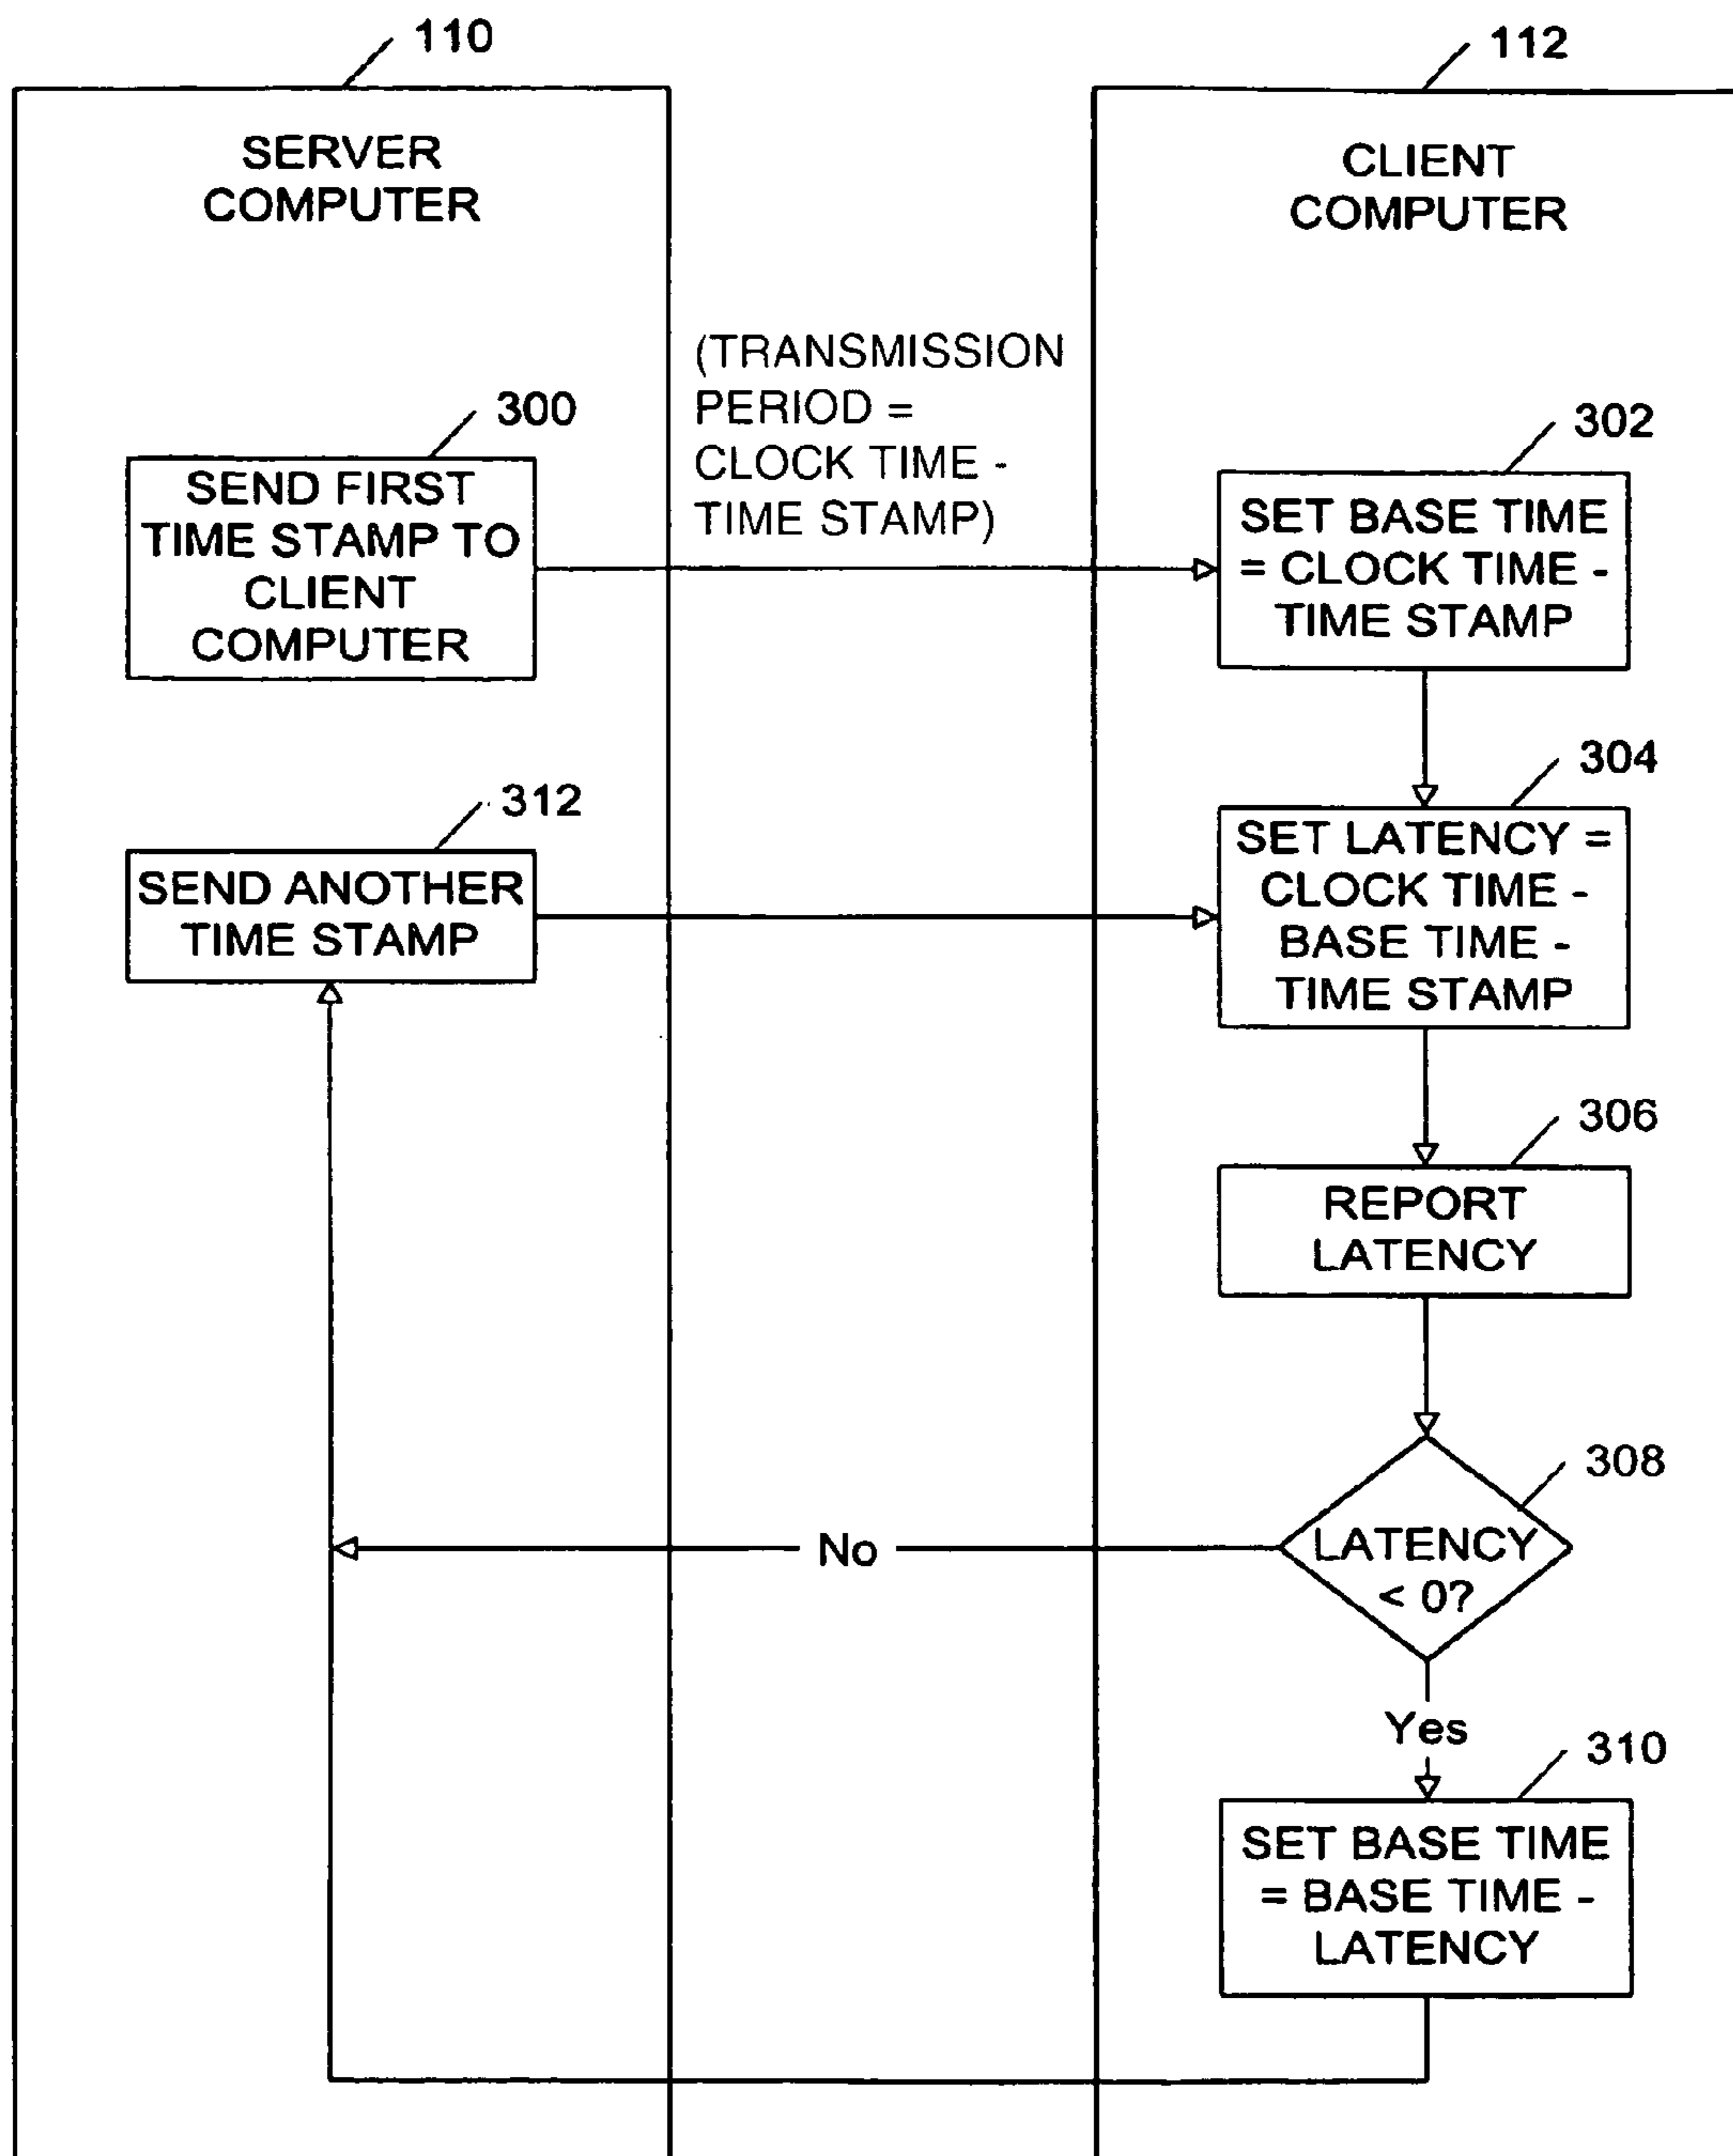 110
112
SERVER
COMPUTER
CLIENT
COMPUTER
(TRANSMISSION
PERIOD =
CLOCK TIME -
TIME STAMP)
300
SEND FIRST
TIME STAMP TO
CLIENT
COMPUTER
302
SET BASE TIME
= CLOCK TIME -
TIME STAMP
312
SEND ANOTHER
TIME STAMP
304
SET LATENCY =
CLOCK TIME -
BASE TIME -
TIME STAMP
306
REPORT
LATENCY
308
LATENCY
< 0?
No
Yes
310
SET BASE TIME
= BASE TIME -
LATENCY